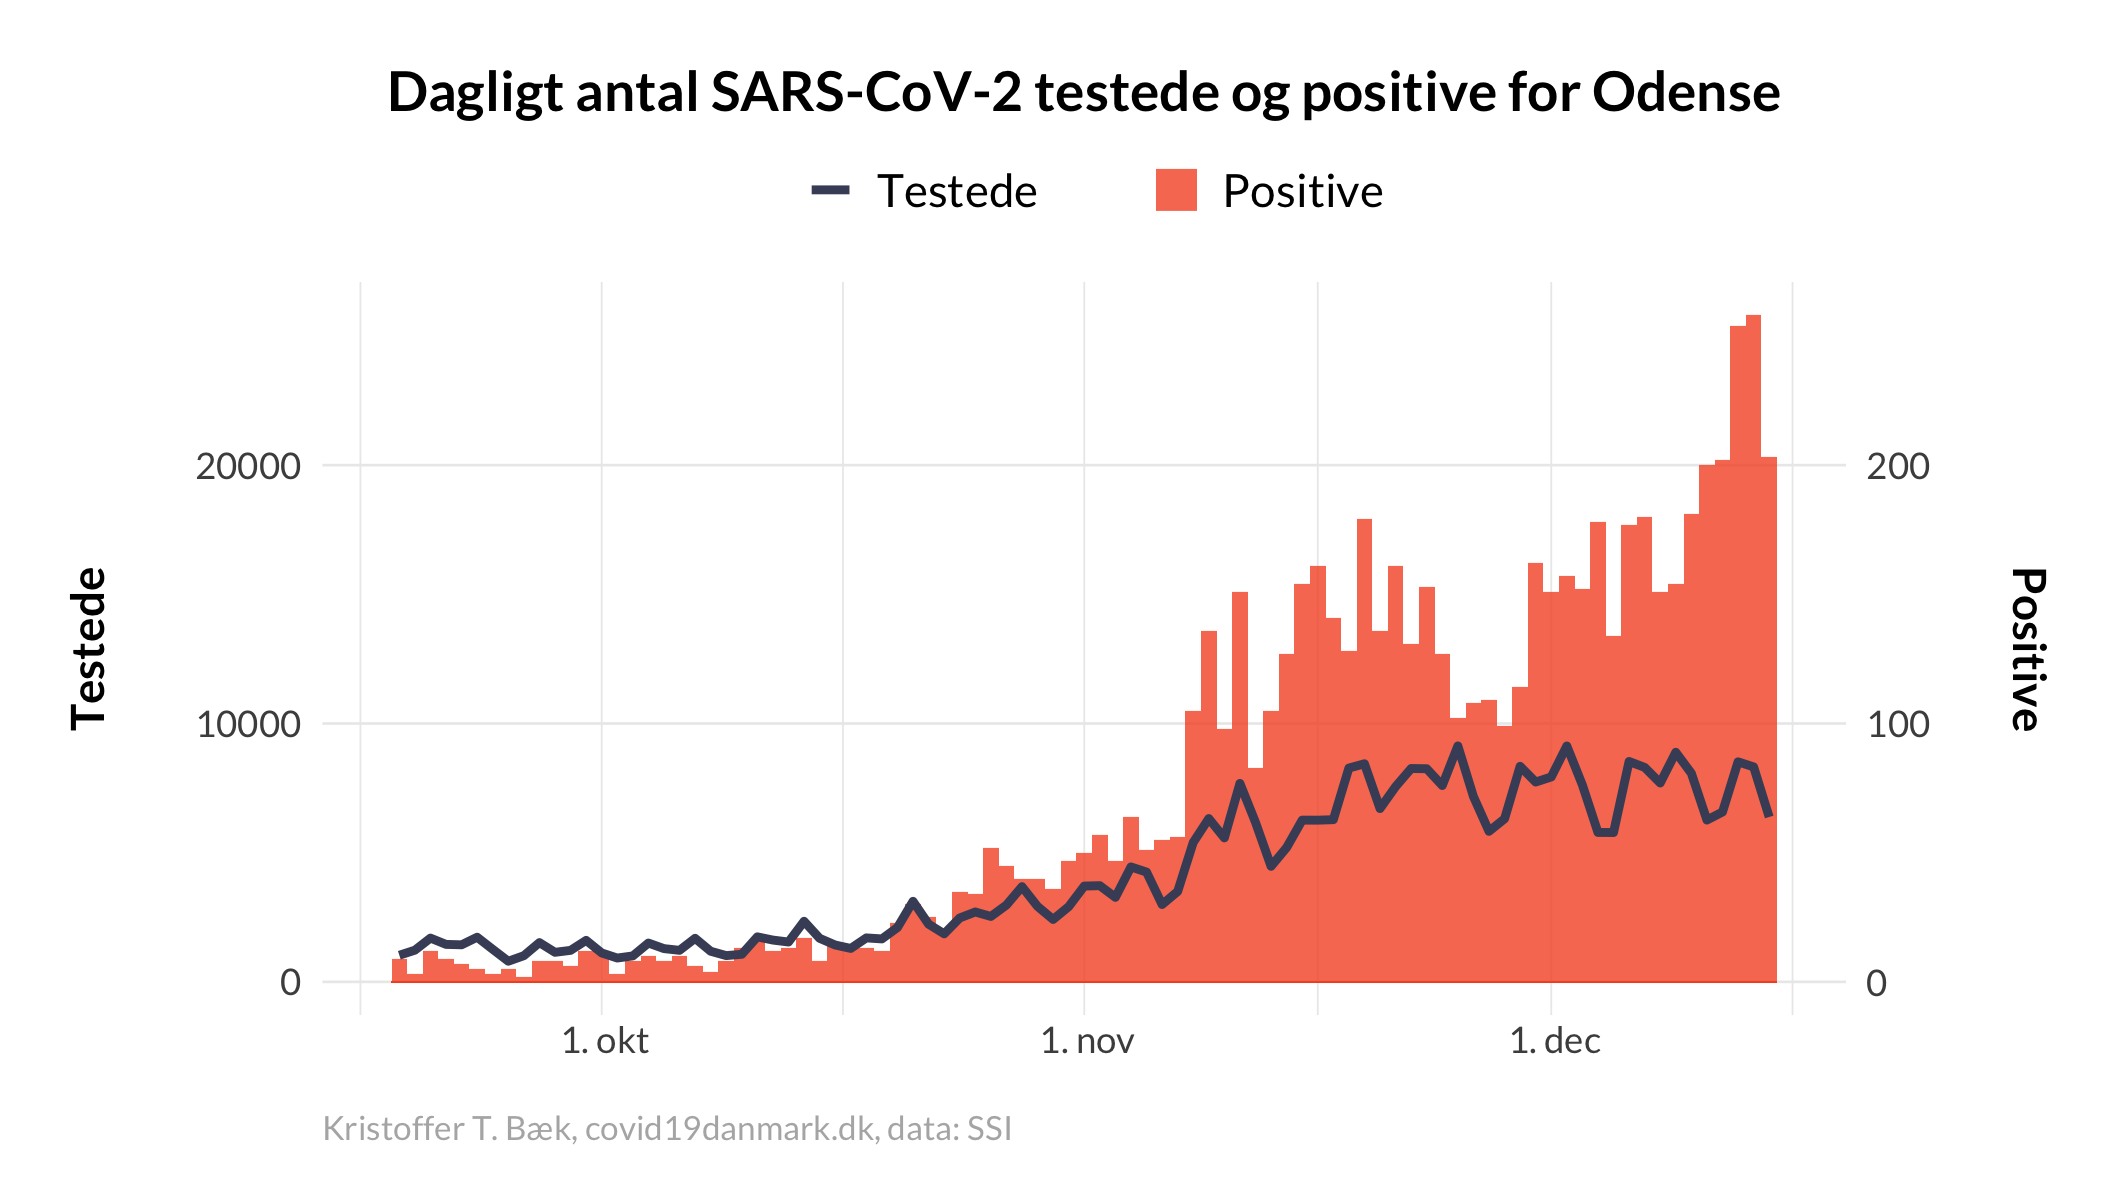 Dagligt antal SARS-CoV-2 testede og positive for Odense
Testede Positive
Testede
20000
10000
0
200
100
0
Positive
1. okt 1. nov 1. dec
Kristoffer T. Bæk, covid19danmark.dk, data: SSI